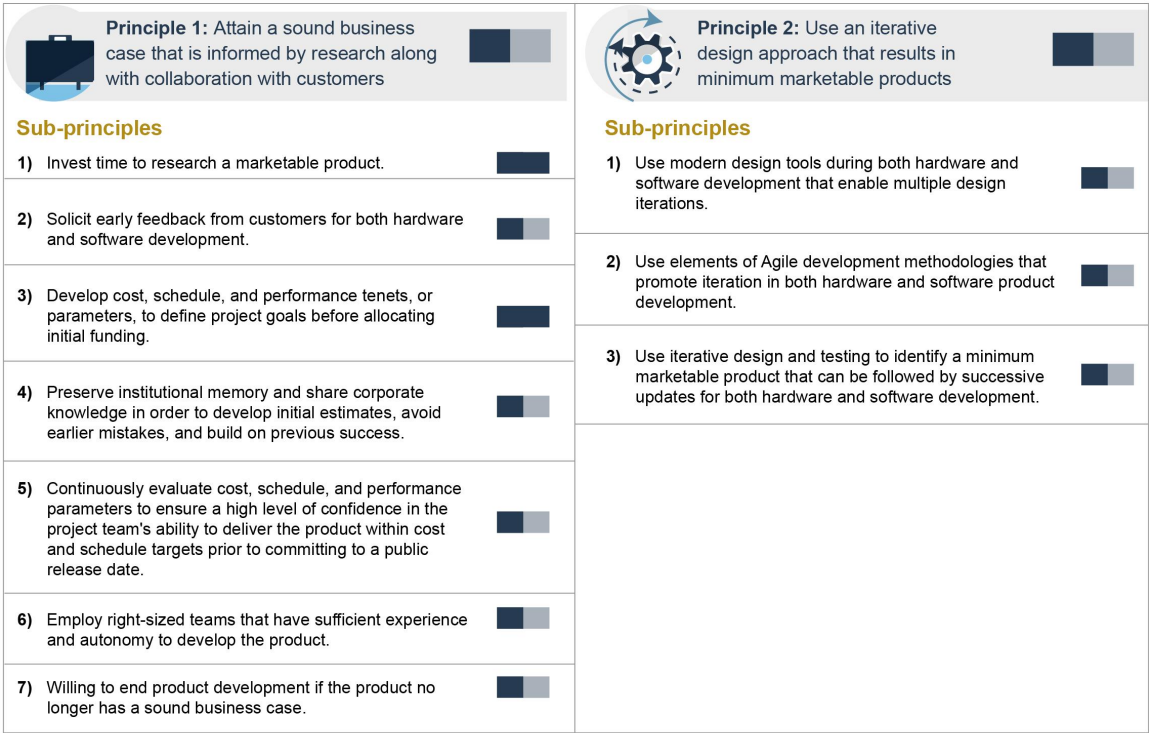 Principle 1: Attain a sound business
case that is informed by research along
with collaboration with customers
Sub-principles
1) Invest time to research a marketable product.
2) Solicit early feedback from customers for both hardware
and software development.
3) Develop cost, schedule, and performance tenets, or
parameters, to define project goals before allocating
initial funding.
4) Preserve institutional memory and share corporate
knowledge in order to develop initial estimates, avoid
earlier mistakes, and build on previous success.
5) Continuously evaluate cost, schedule, and performance
parameters to ensure a high level of confidence in the
project team's ability to deliver the product within cost
and schedule targets prior to committing to a public
release date.
6) Employ right-sized teams that have sufficient experience
and autonomy to develop the product.
7) Willing to end product development if the product no
longer has a sound business case.
Principle 2: Use an iterative
design approach that results in
minimum marketable products
Sub-principles
1) Use modern design tools during both hardware and
software development that enable multiple design
iterations.
2) Use elements of Agile development methodologies that
promote iteration in both hardware and software product
development.
3) Use iterative design and testing to identify a minimum
marketable product that can be followed by successive
updates for both hardware and software development.